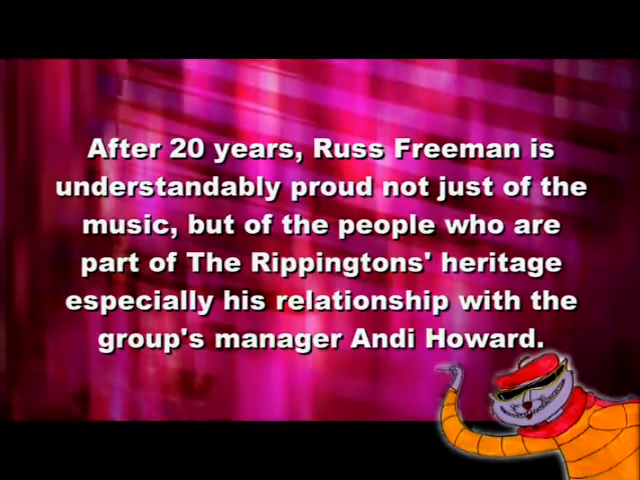 After 20 years, Russ Freeman is
understandably proud not just of the
music, but of the people who are
part of The Rippingtons' heritage
especially his relationship with the
group's manager Andi Howard.